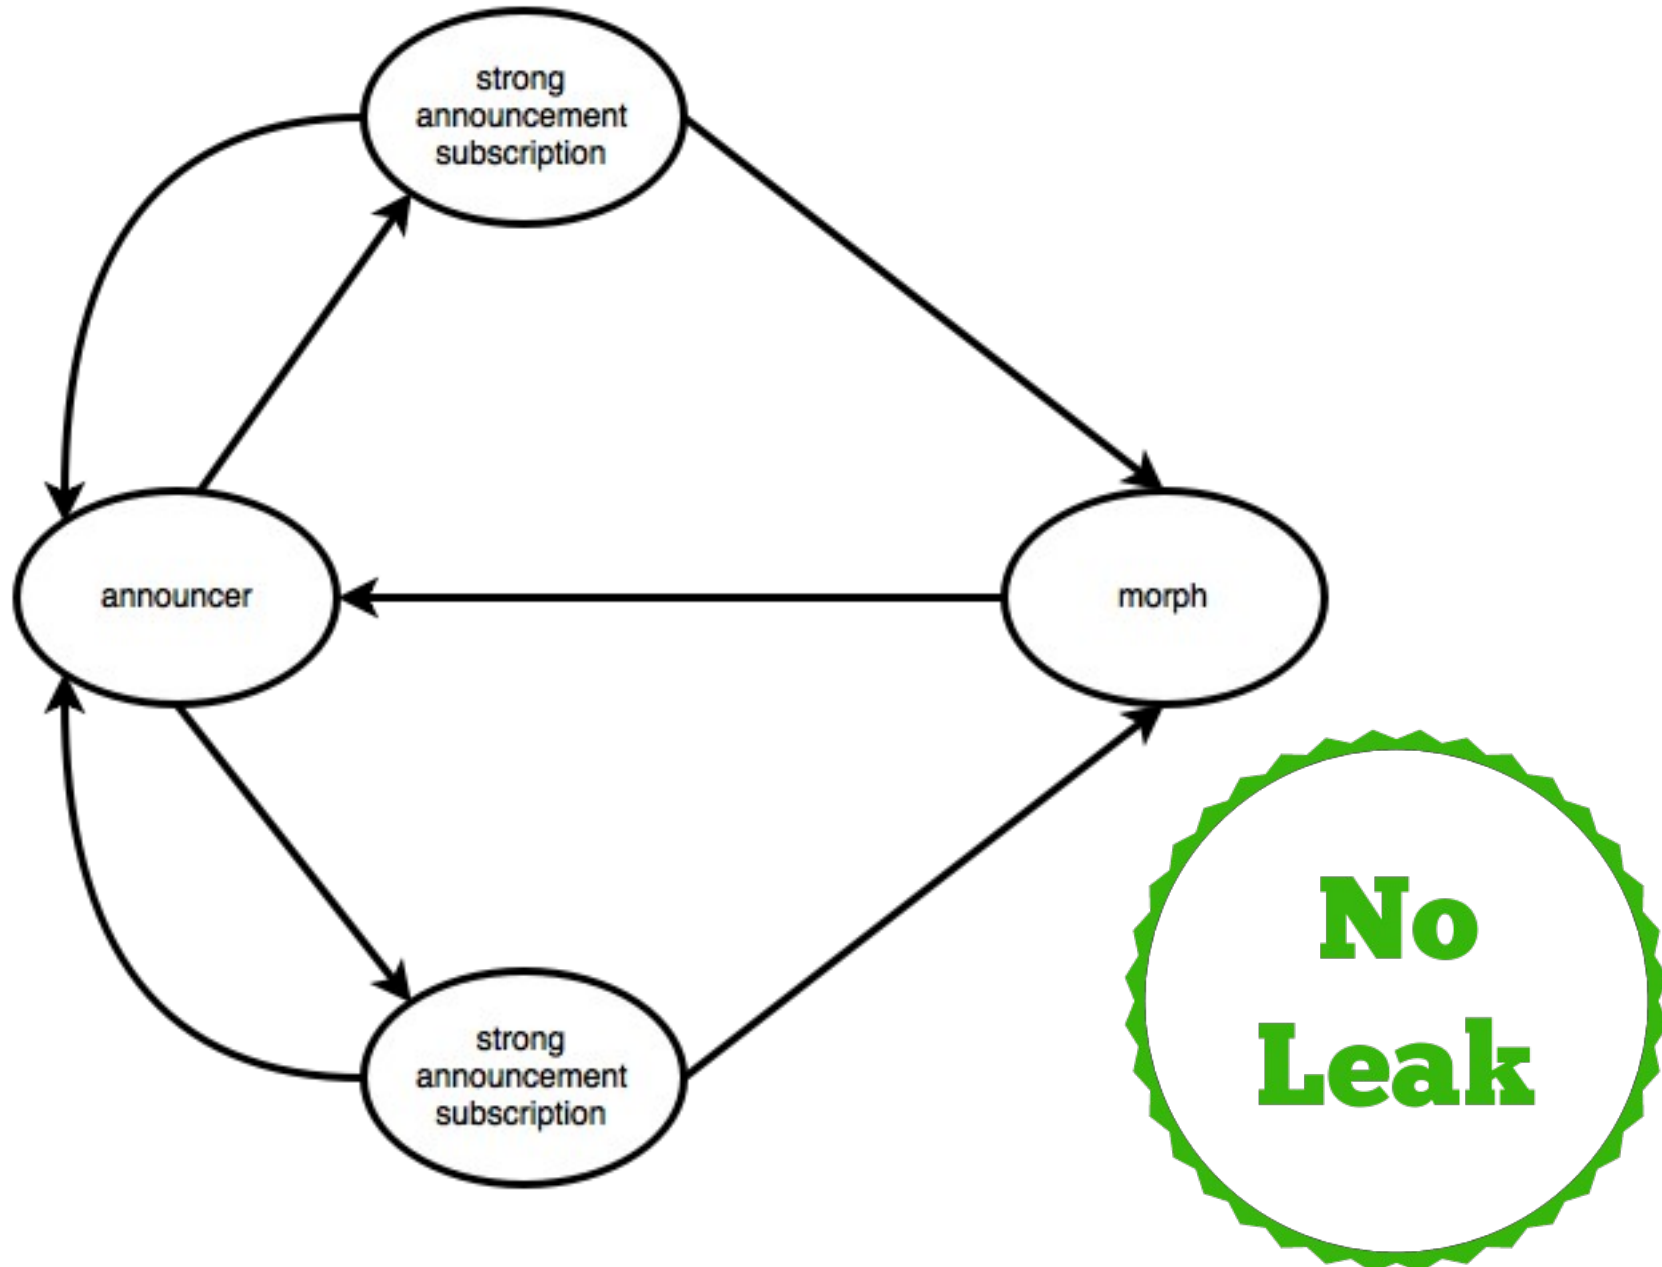 strong
announcement
subscription
announcer
morph
strong
announcement
subscription
No
Leak